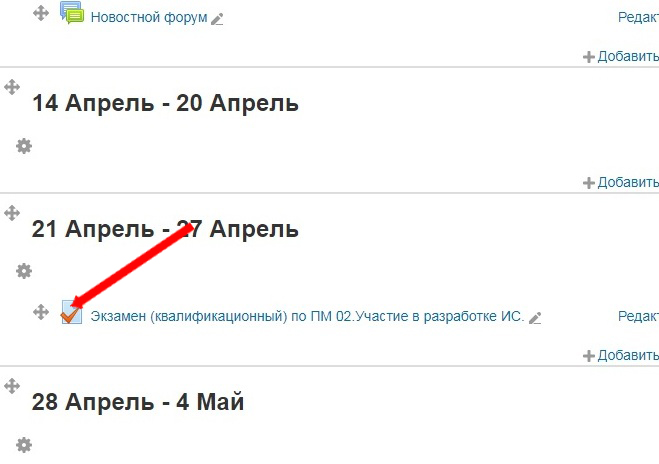 Новостной форум
Редакт
Добавить
14 Апрель - 20 Апрель
Добавить
21 Апрель - 27 Апрель
Экзамен (квалификационный) по ПМ 02.Участие в разработке ИС.
Редакт
Добавить
28 Апрель - 4 Май